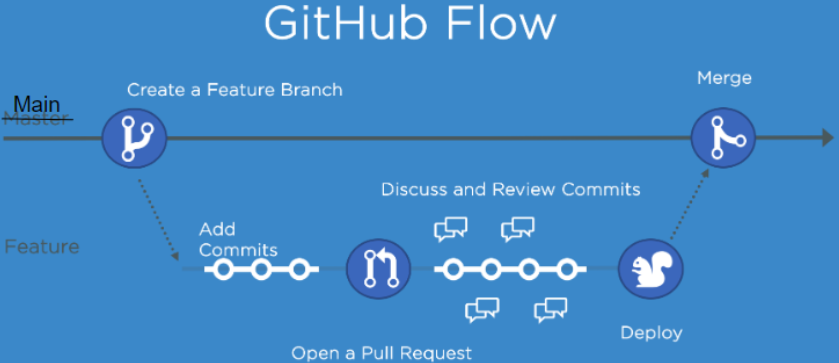 GitHub Flow
Merge
Create a Feature Branch
Main
Master
Discuss and Review Commits
Add
Commits
Feature
Deploy
Open a Pull Request